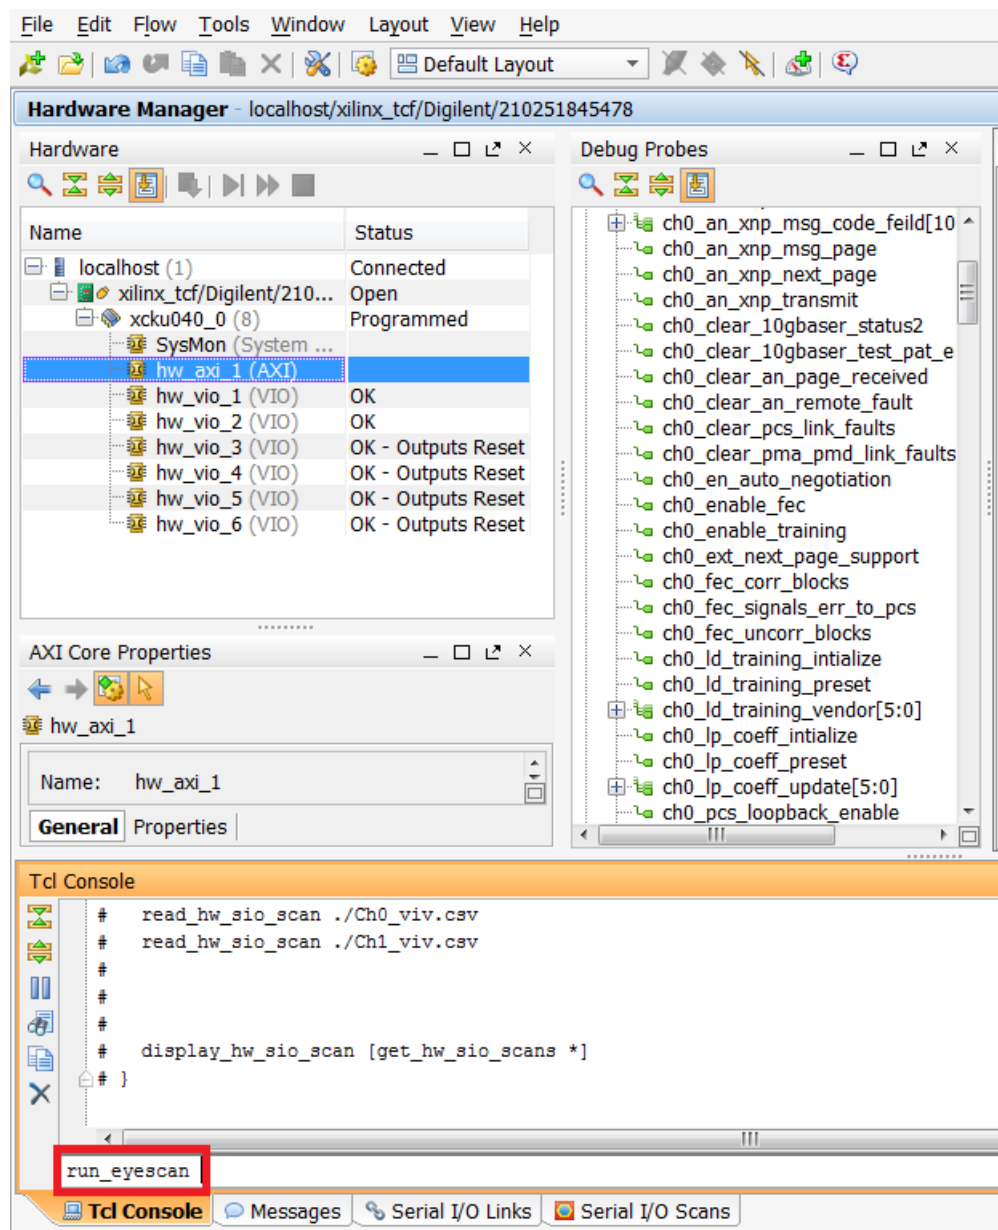 File Edit Flow Tools Window Layout View Help
Default Layout
Hardware Manager - localhost/xilinx_tcf/Digilent/210251845478
Hardware
Name Status
localhost (1) Connected
xilinx_tcf/Digilent/210... Open
xcku040_0 (8) Programmed
SysMon (System ...
hw_axi_1 (AXI)
hw_vio_1 (VIO) OK
hw_vio_2 (VIO) OK
hw_vio_3 (VIO) OK - Outputs Reset
hw_vio_4 (VIO) OK - Outputs Reset
hw_vio_5 (VIO) OK - Outputs Reset
hw_vio_6 (VIO) OK - Outputs Reset
AXI Core Properties
hw_axi_1
Name: hw_axi_1
General Properties
Debug Probes
ch0_an_xnp_msg_code_feild[10
ch0_an_xnp_msg_page
ch0_an_xnp_next_page
ch0_an_xnp_transmit
ch0_clear_10gbaser_status2
ch0_clear_10gbaser_test_pat_e
ch0_clear_an_page_received
ch0_clear_an_remote_fault
ch0_clear_pcs_link_faults
ch0_clear_pma_pmd_link_faults
ch0_en_auto_negotiation
ch0_enable_fec
ch0_enable_training
ch0_ext_next_page_support
ch0_fec_corr_blocks
ch0_fec_signals_err_to_pcs
ch0_fec_uncorr_blocks
ch0_ld_training_intialize
ch0_ld_training_preset
ch0_ld_training_vendor[5:0]
ch0_lp_coeff_intialize
ch0_lp_coeff_preset
ch0_lp_coeff_update[5:0]
ch0_pcs_loopback_enable
Tcl Console
# read_hw_sio_scan ./Ch0_viv.csv
# read_hw_sio_scan ./Ch1_viv.csv
#
#
#
# display_hw_sio_scan [get_hw_sio_scans *]
# }
run_eyescan
Tcl Console Messages Serial I/O Links Serial I/O Scans